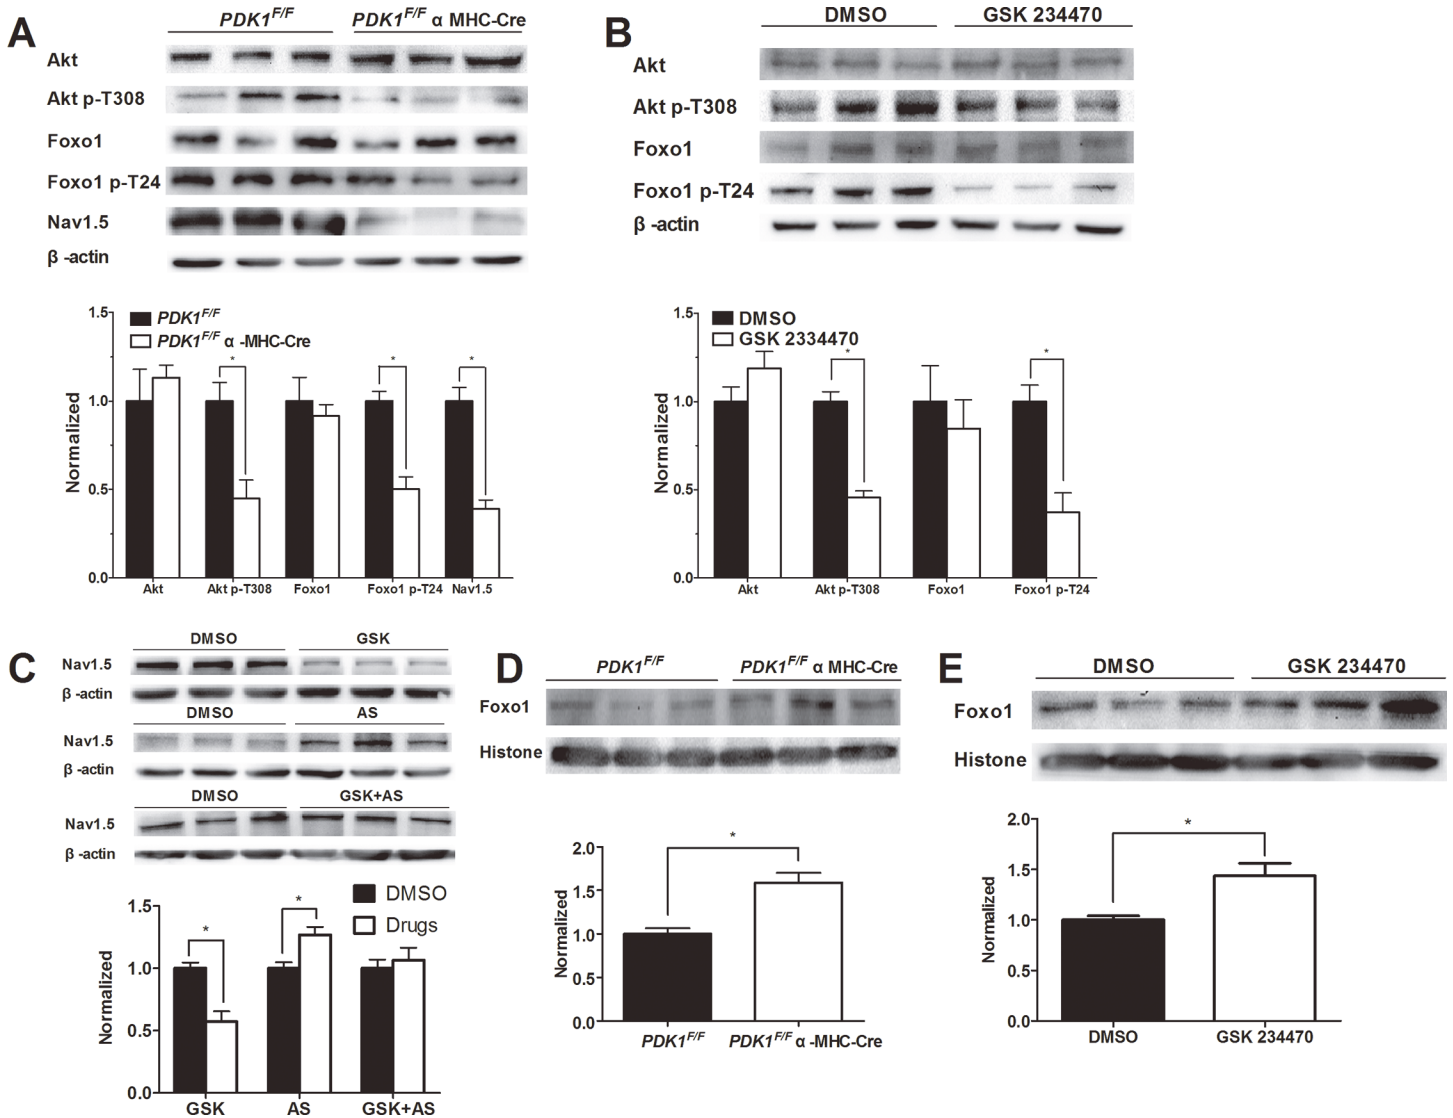 A
PDK1F/F PDK1F/F α MHC-Cre
Akt
Akt p-T308
Foxo1
Foxo1 p-T24
Nav1.5
β -actin
1.5
1.0
0.5
0.0
Normalized
PDK1F/F
PDK1F/F α -MHC-Cre
* * *
Akt Akt p-T308 Foxo1 Foxo1 p-T24 Nav1.5
B
DMSO GSK 234470
Akt
Akt p-T308
Foxo1
Foxo1 p-T24
β -actin
1.5
1.0
0.5
0.0
Normalized
DMSO
GSK 2334470
* *
Akt Akt p-T308 Foxo1 Foxo1 p-T24
C
DMSO GSK
Nav1.5
β -actin
DMSO AS
Nav1.5
β -actin
DMSO GSK+AS
Nav1.5
β -actin
1.5
1.0
0.5
0.0
Normalized
DMSO
Drugs
* *
GSK AS GSK+AS
D
PDK1F/F PDK1F/F α MHC-Cre
Foxo1
Histone
2.0
1.5
1.0
0.5
0.0
Normalized
*
PDK1F/F PDK1F/F α -MHC-Cre
E
DMSO GSK 234470
Foxo1
Histone
2.0
1.5
1.0
0.5
0.0
Normalized
*
DMSO GSK 234470